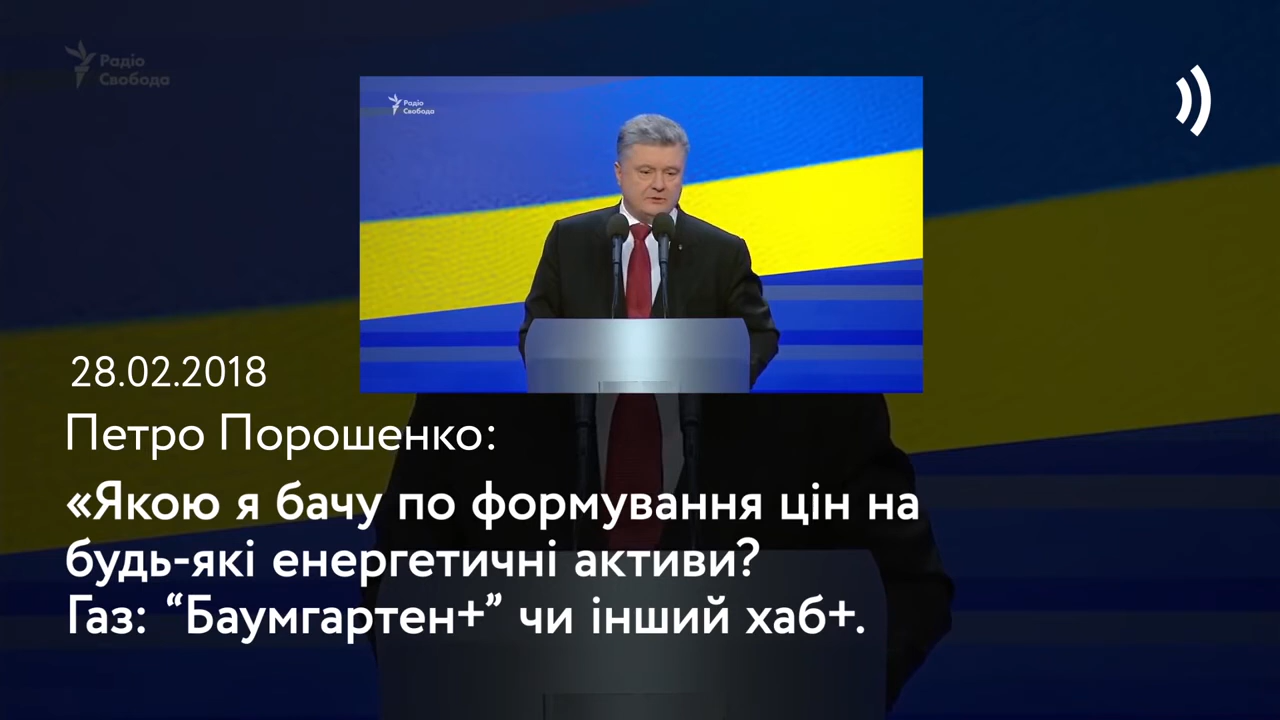 Радіо
Свобода
Радіо
Свобода
28.02.2018
Петро Порошенко:
«Якою я бачу по формування цін на
будь-які енергетичні активи?
Газ: “Баумгартен+” чи інший хаб+.